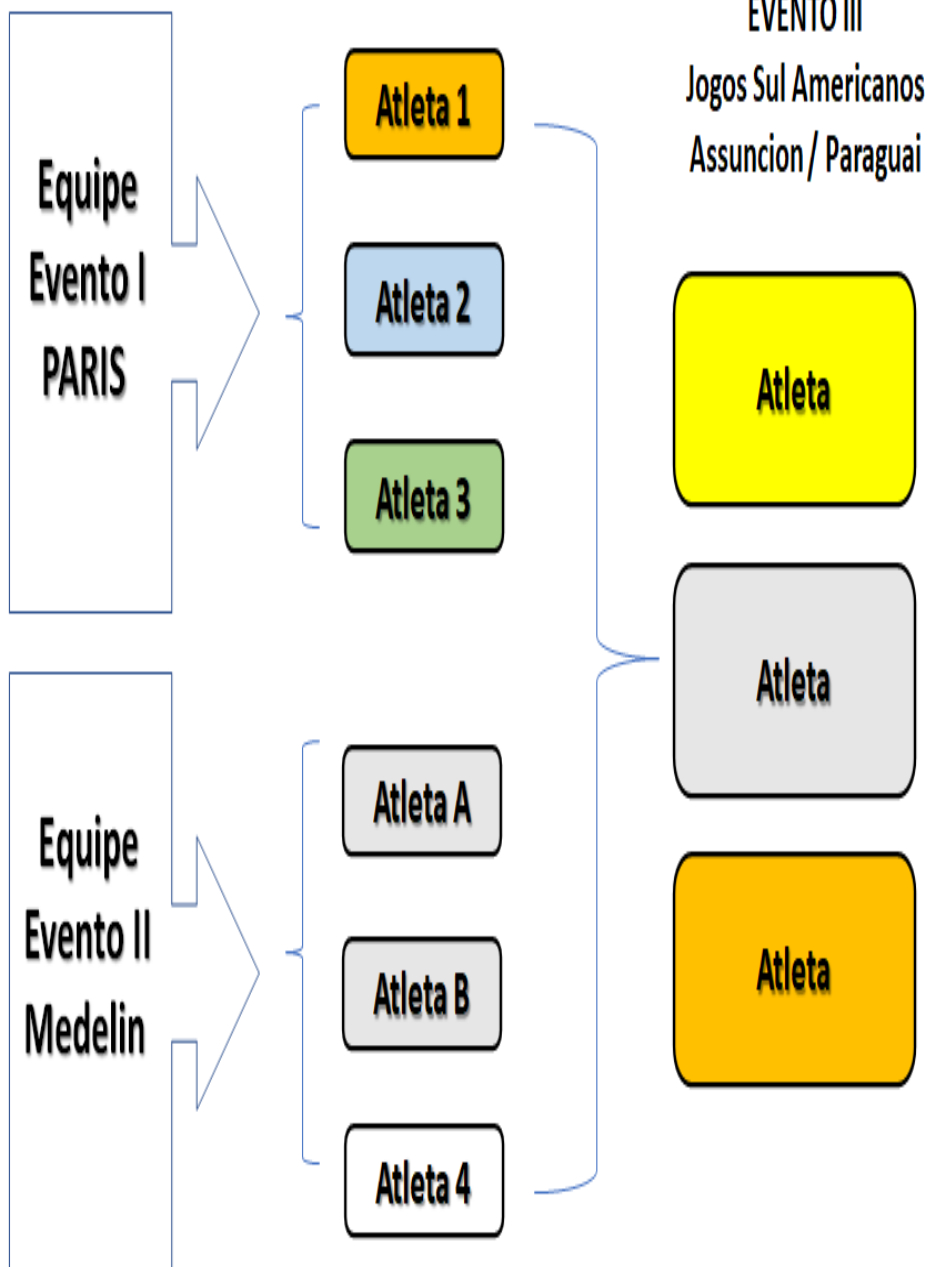 Equipe
Evento I
PARIS
Atleta 1
Atleta 2
Atleta 3
Equipe
Evento II
Medelin
Atleta A
Atleta B
Atleta 4
EVENTO III
Jogos Sul Americanos
Assuncion / Paraguai
Atleta
Atleta
Atleta